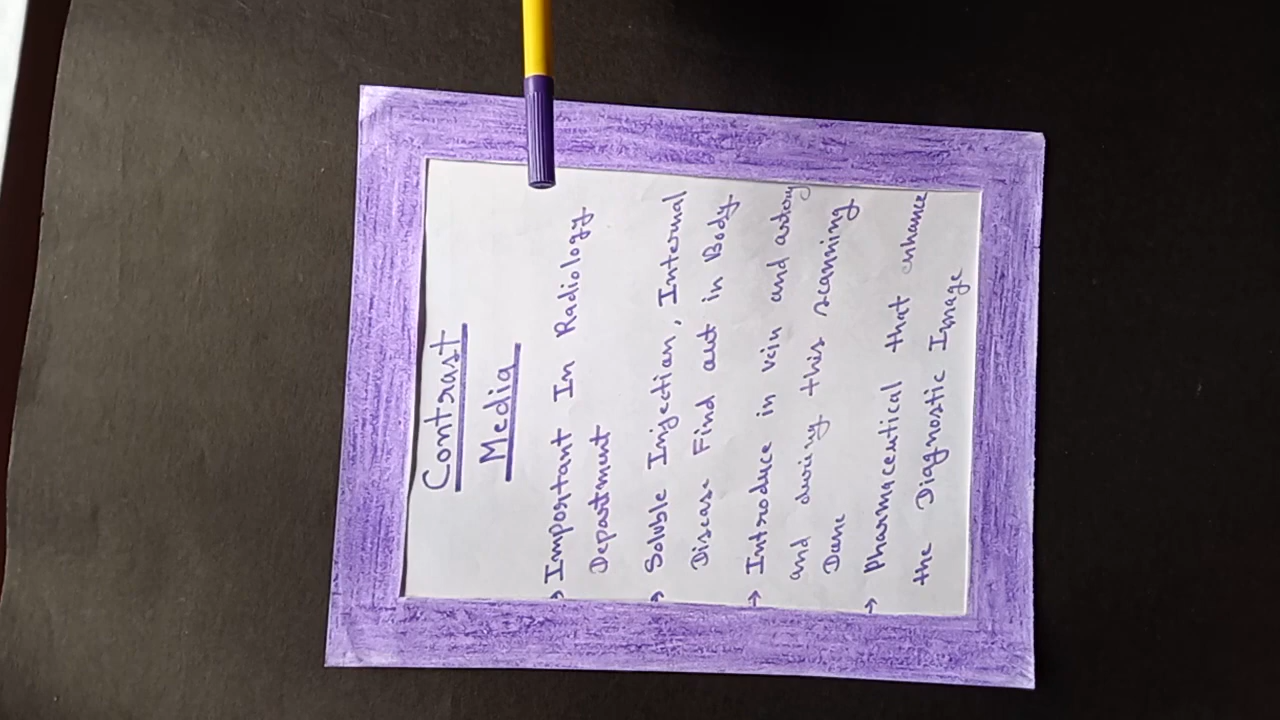 Contrast
Media
→ Important In Radiology
Department
→ Soluble Injection, Internal
Disease Find out in Body
→ Introduce in vein and artery
and during this scanning
Done
→ Pharmaceutical that enhance
the Diagnostic Image